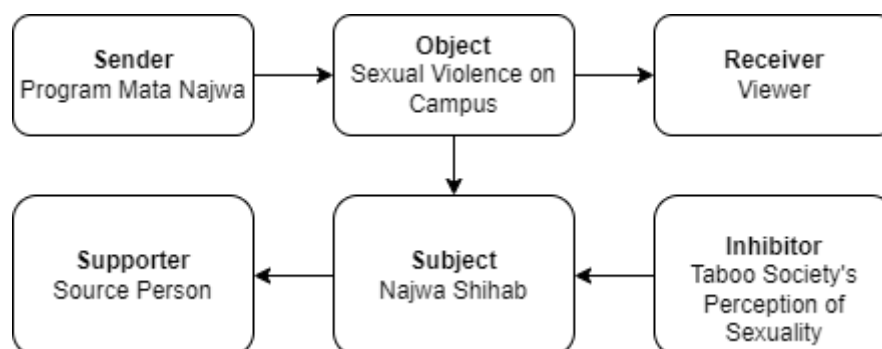 Sender
Program Mata Najwa
Object
Sexual Violence on
Campus
Receiver
Viewer
Supporter
Source Person
Subject
Najwa Shihab
Inhibitor
Taboo Society's
Perception of
Sexuality